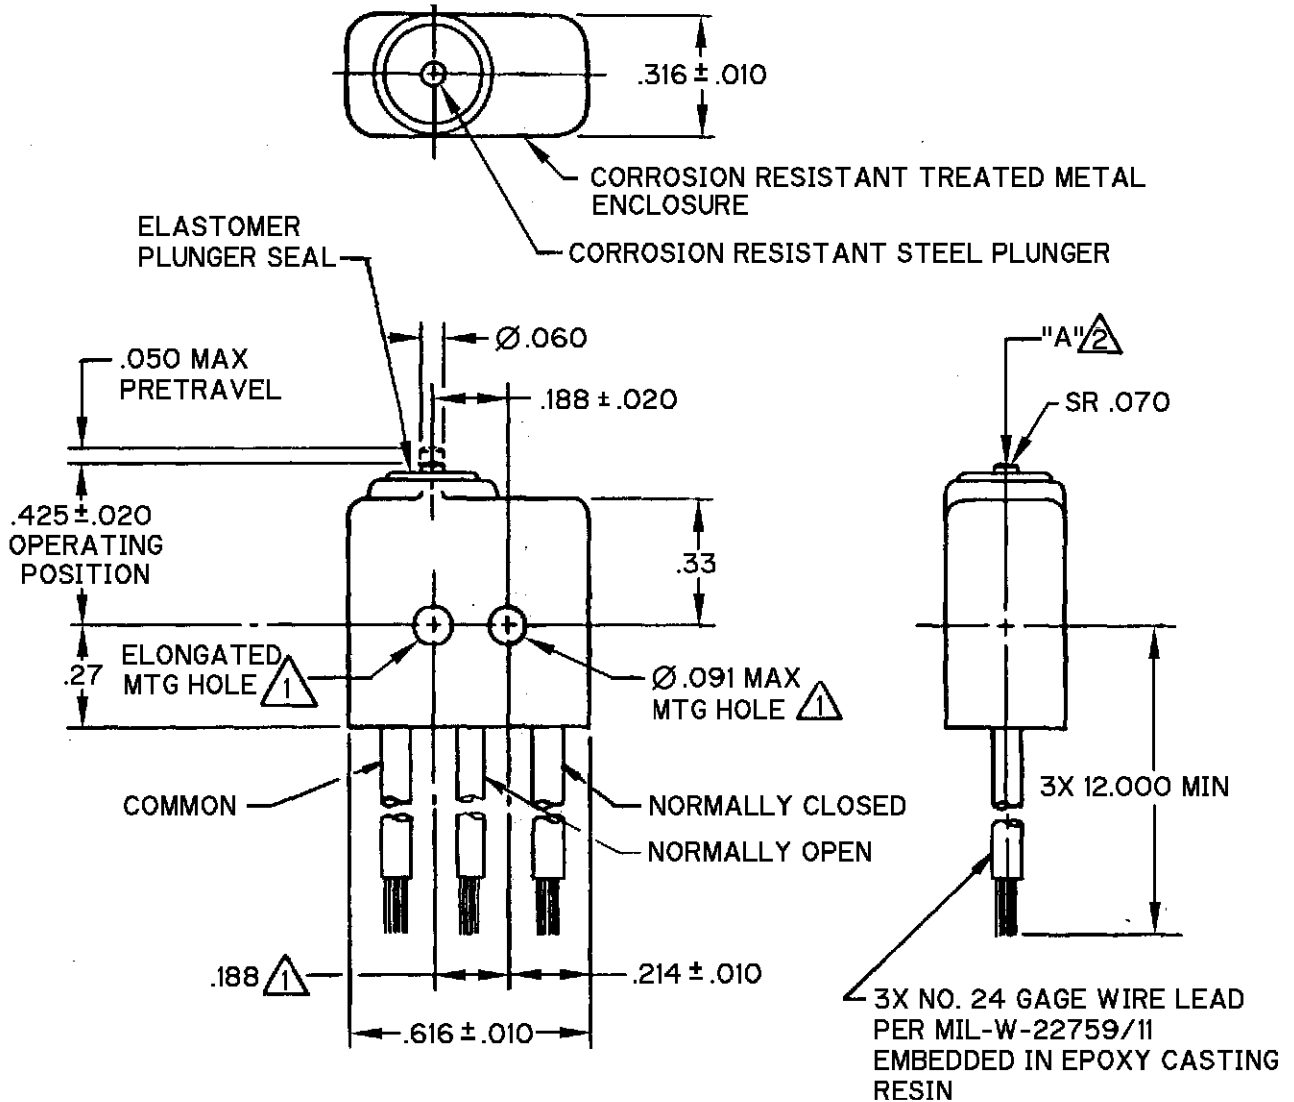 .316 ± .010
CORROSION RESISTANT TREATED METAL
ENCLOSURE
CORROSION RESISTANT STEEL PLUNGER
ELASTOMER
PLUNGER SEAL
Ø.060
.050 MAX
PRETRAVEL
.188 ± .020
"A" 2
SR .070
.425 ± .020
OPERATING
POSITION
.33
.27
ELONGATED
MTG HOLE 1
Ø.091 MAX
MTG HOLE 1
COMMON
NORMALLY CLOSED
NORMALLY OPEN
3X 12.000 MIN
.188 1
.214 ± .010
.616 ± .010
3X NO. 24 GAGE WIRE LEAD
PER MIL-W-22759/11
EMBEDDED IN EPOXY CASTING
RESIN